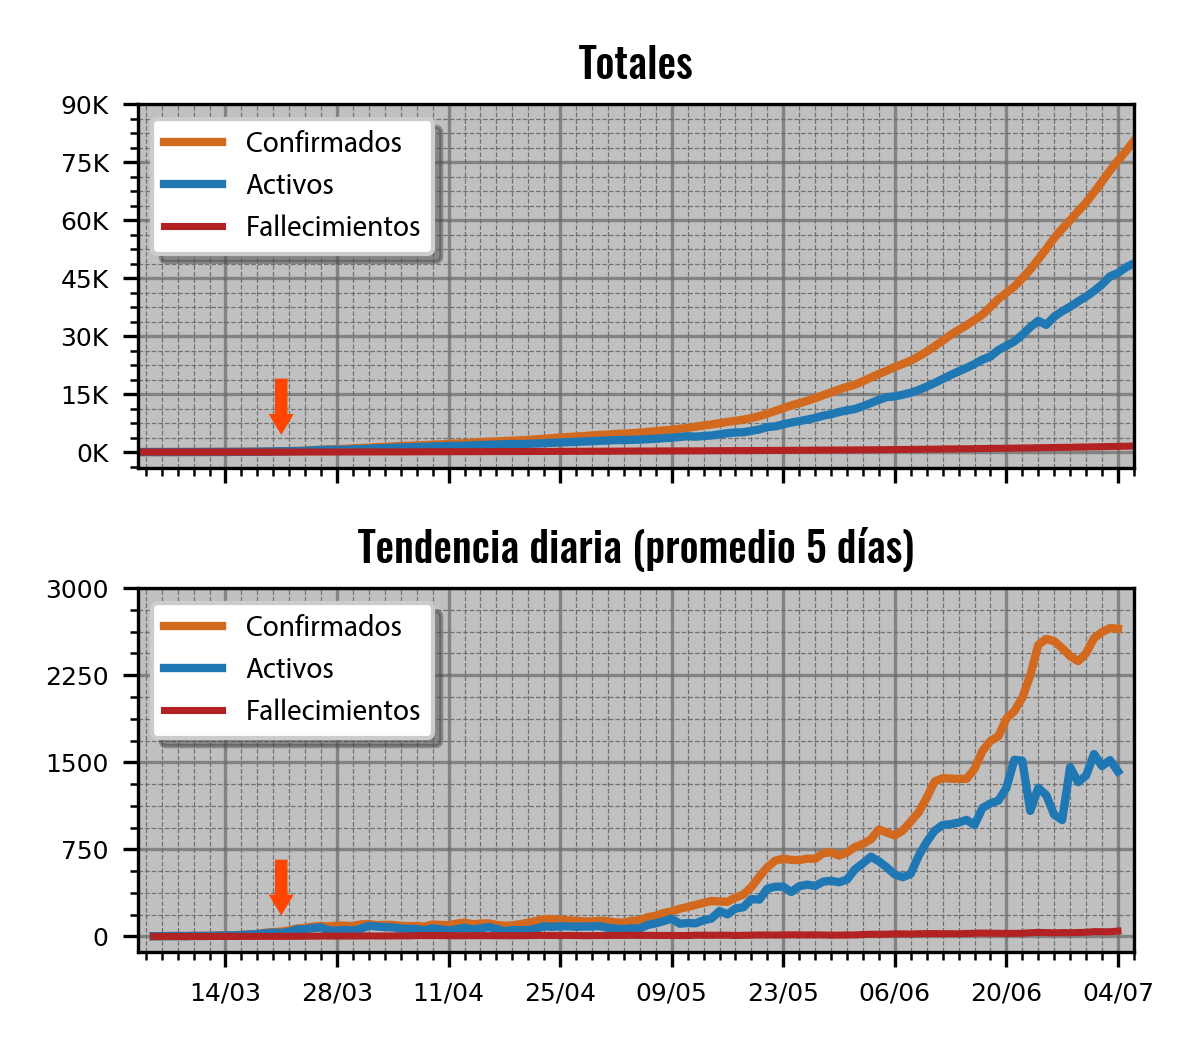 Totales
90K
75K
60K
45K
30K
15K
0K
Confirmados
Activos
Fallecimientos
Tendencia diaria (promedio 5 días)
3000
2250
1500
750
0
Confirmados
Activos
Fallecimientos
14/03 28/03 11/04 25/04 09/05 23/05 06/06 20/06 04/07